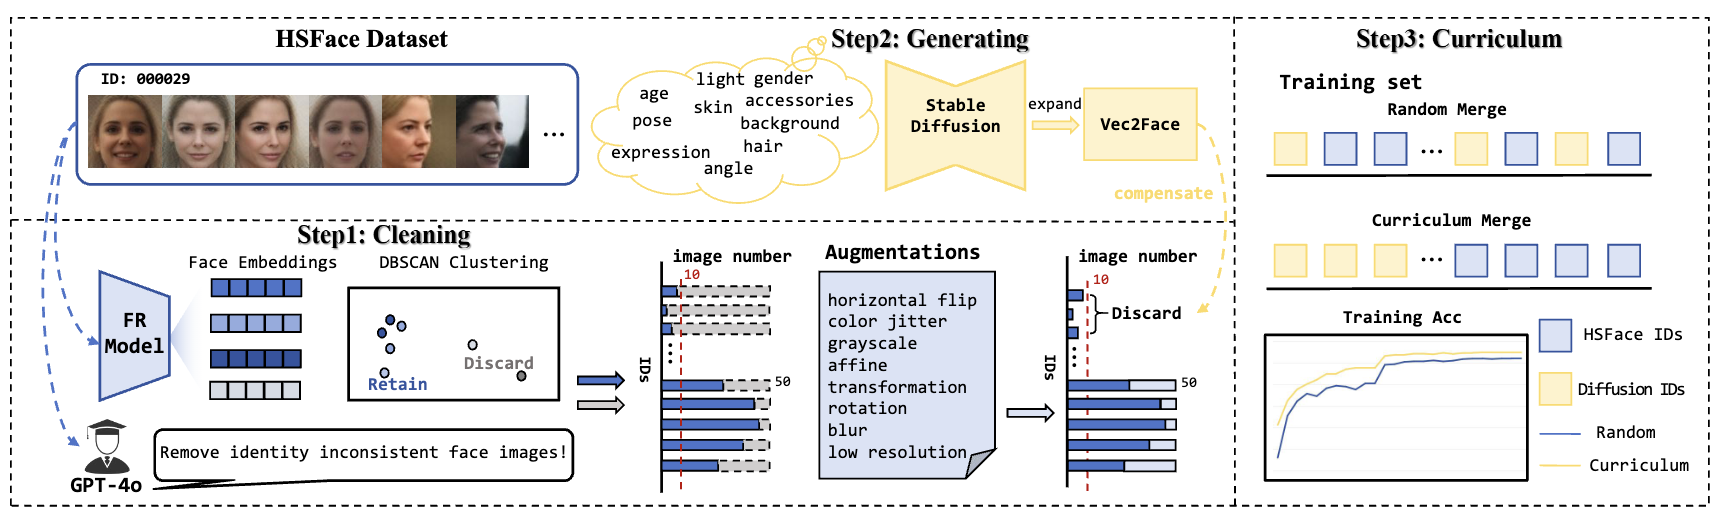 HSFace Dataset
ID: 000029
...
Step2: Generating
light gender
age
skin
accessories
pose
background
hair
expression
angle
Stable
Diffusion
expand
Vec2Face
compensate
Step1: Cleaning
Face Embeddings
DBSCAN Clustering
FR
Model
Retain
Discard
GPT-4o
Remove identity inconsistent face images!
image number
10
IDs
50
Augmentations
horizontal flip
color jitter
grayscale
affine
transformation
rotation
blur
low resolution
image number
10
Discard
IDs
50
Step3: Curriculum
Training set
Random Merge
...
Curriculum Merge
...
Training Acc
HSFace IDs
Diffusion IDs
Random
Curriculum